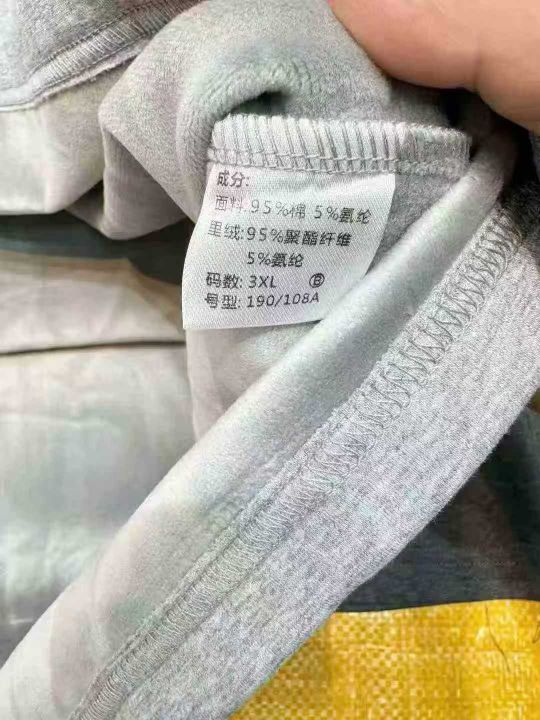 成分:
面料:95%棉 5%氨纶
里绒:95%聚酯纤维
5%氨纶
码数: 3XL Ⓑ
号型: 190/108A